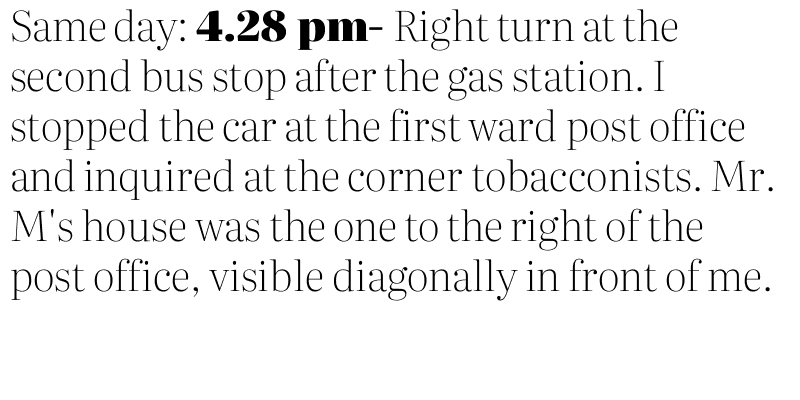 Same day: 4.28 pm- Right turn at the
second bus stop after the gas station. I
stopped the car at the first ward post office
and inquired at the corner tobacconists. Mr.
M's house was the one to the right of the
post office, visible diagonally in front of me.